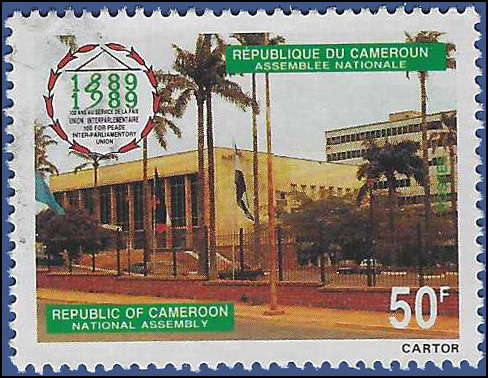 RÉPUBLIQUE DU CAMEROUN
ASSEMBLÉE NATIONALE
1889
1989
100 ANS AU SERVICE DE LA PAIX
UNION INTERPARLEMENTAIRE
100 FOR PEACE
INTER-PARLIAMENTARY
UNION
REPUBLIC OF CAMEROON
NATIONAL ASSEMBLY
50F
CARTOR